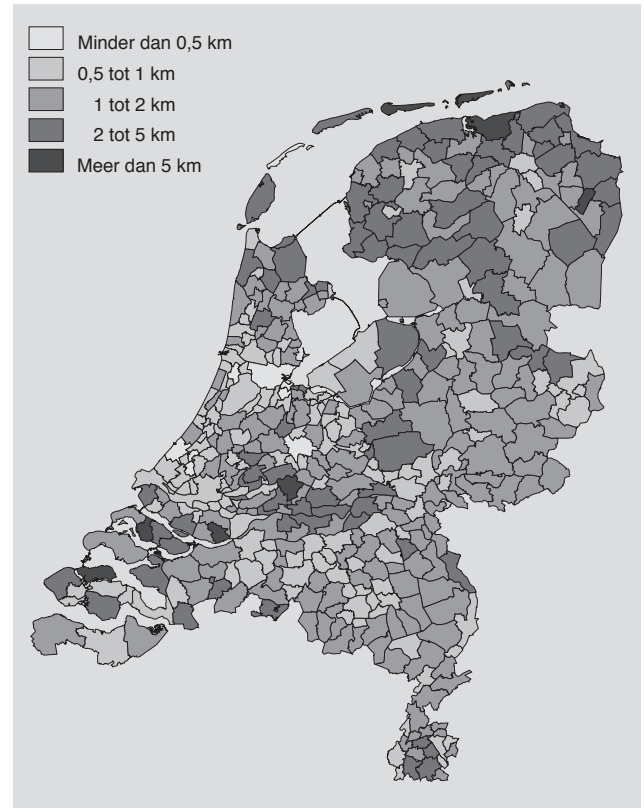 Minder dan 0,5 km
0,5 tot 1 km
1 tot 2 km
2 tot 5 km
Meer dan 5 km